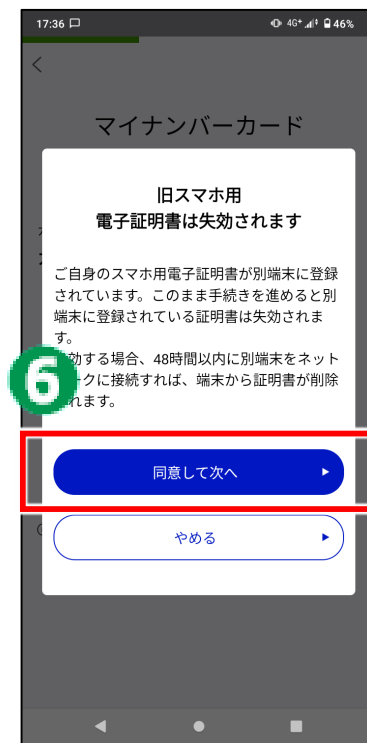 17:36 4G+ 46%
マイナンバーカード
旧スマホ用
電子証明書は失効されます
ご自身のスマホ用電子証明書が別端末に登録
されています。このまま手続きを進めると別
端末に登録されている証明書は失効されま
す。
効する場合、48時間以内に別端末をネット
ークに接続すれば、端末から証明書が削除
れます。
6
同意して次へ
やめる